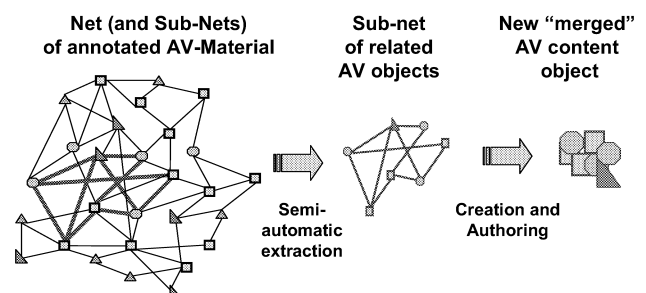 Net (and Sub-Nets)
of annotated AV-Material
Sub-net
of related
AV objects
New “merged”
AV content
object
Semi-
automatic
extraction
Creation and
Authoring